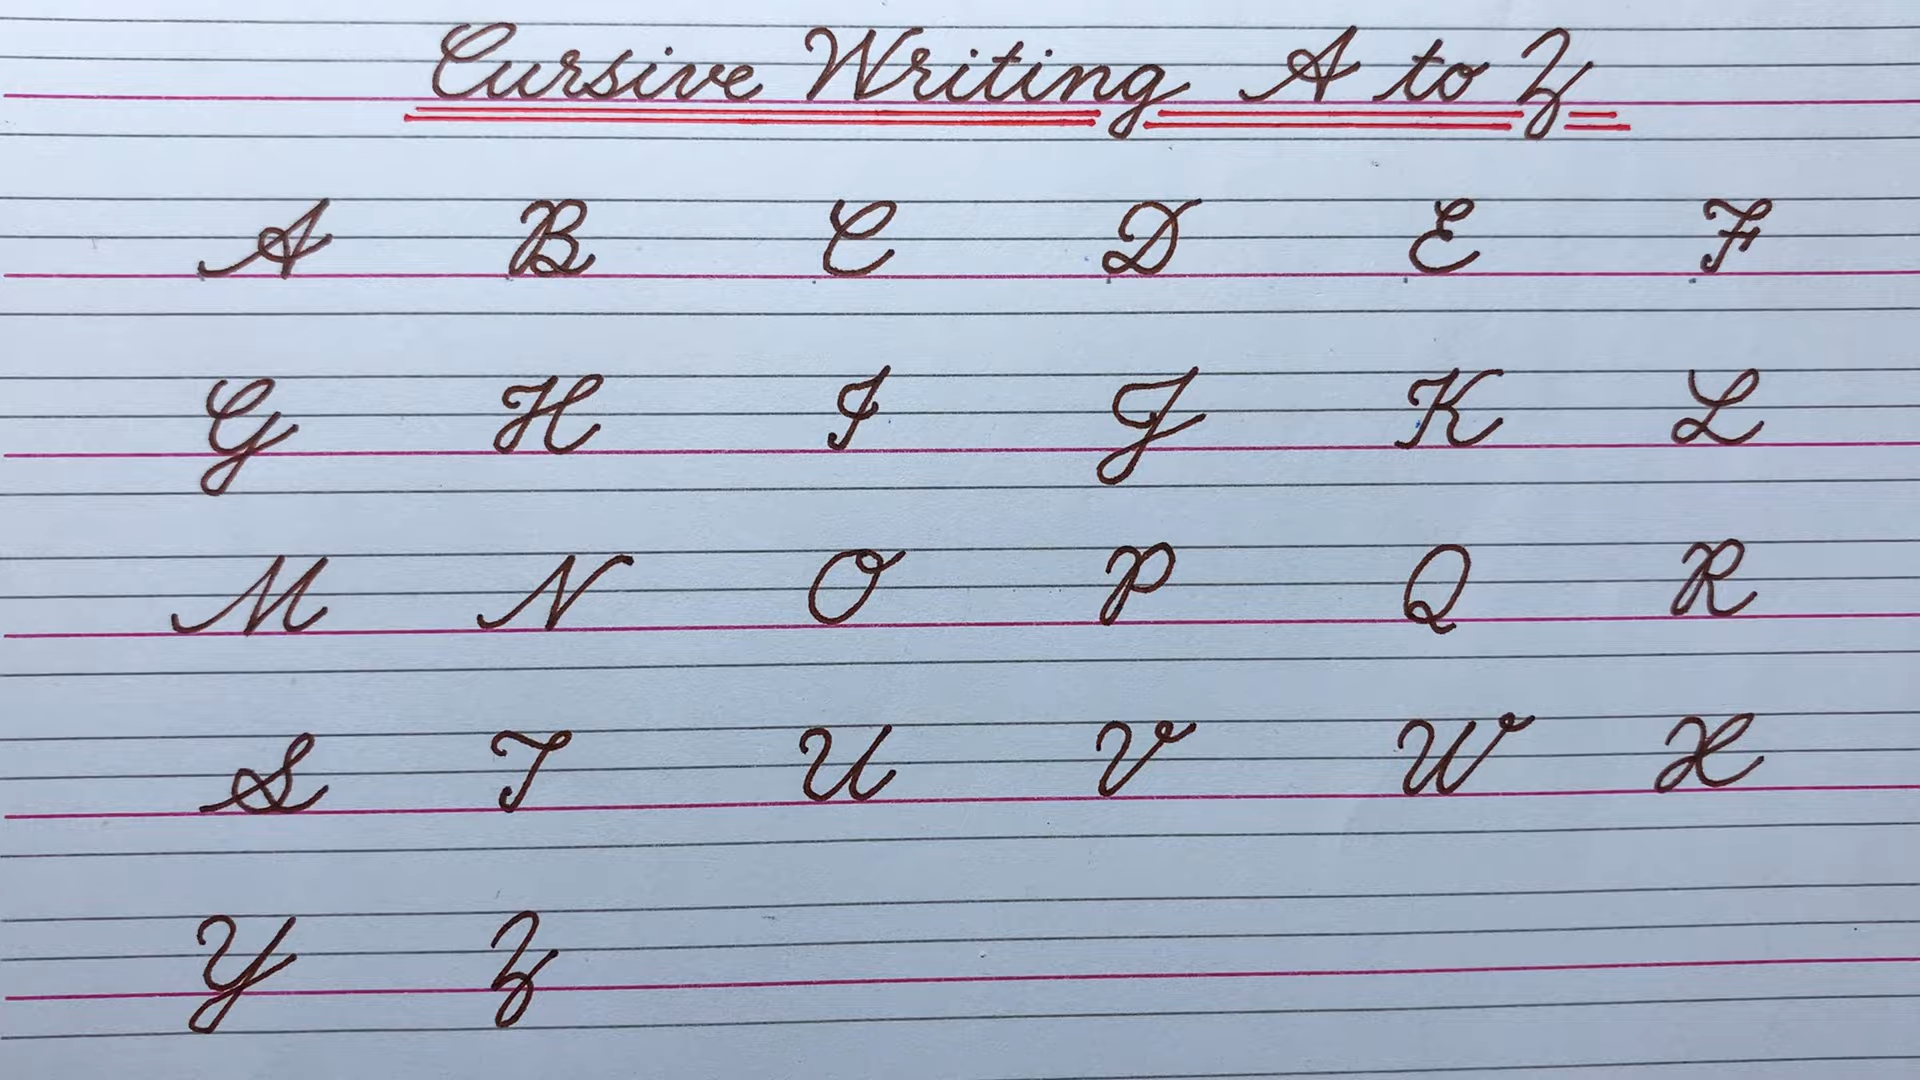 Cursive Writing A to Z
A B C D E F
G H I J K L
M N O P Q R
S T U V W X
Y Z